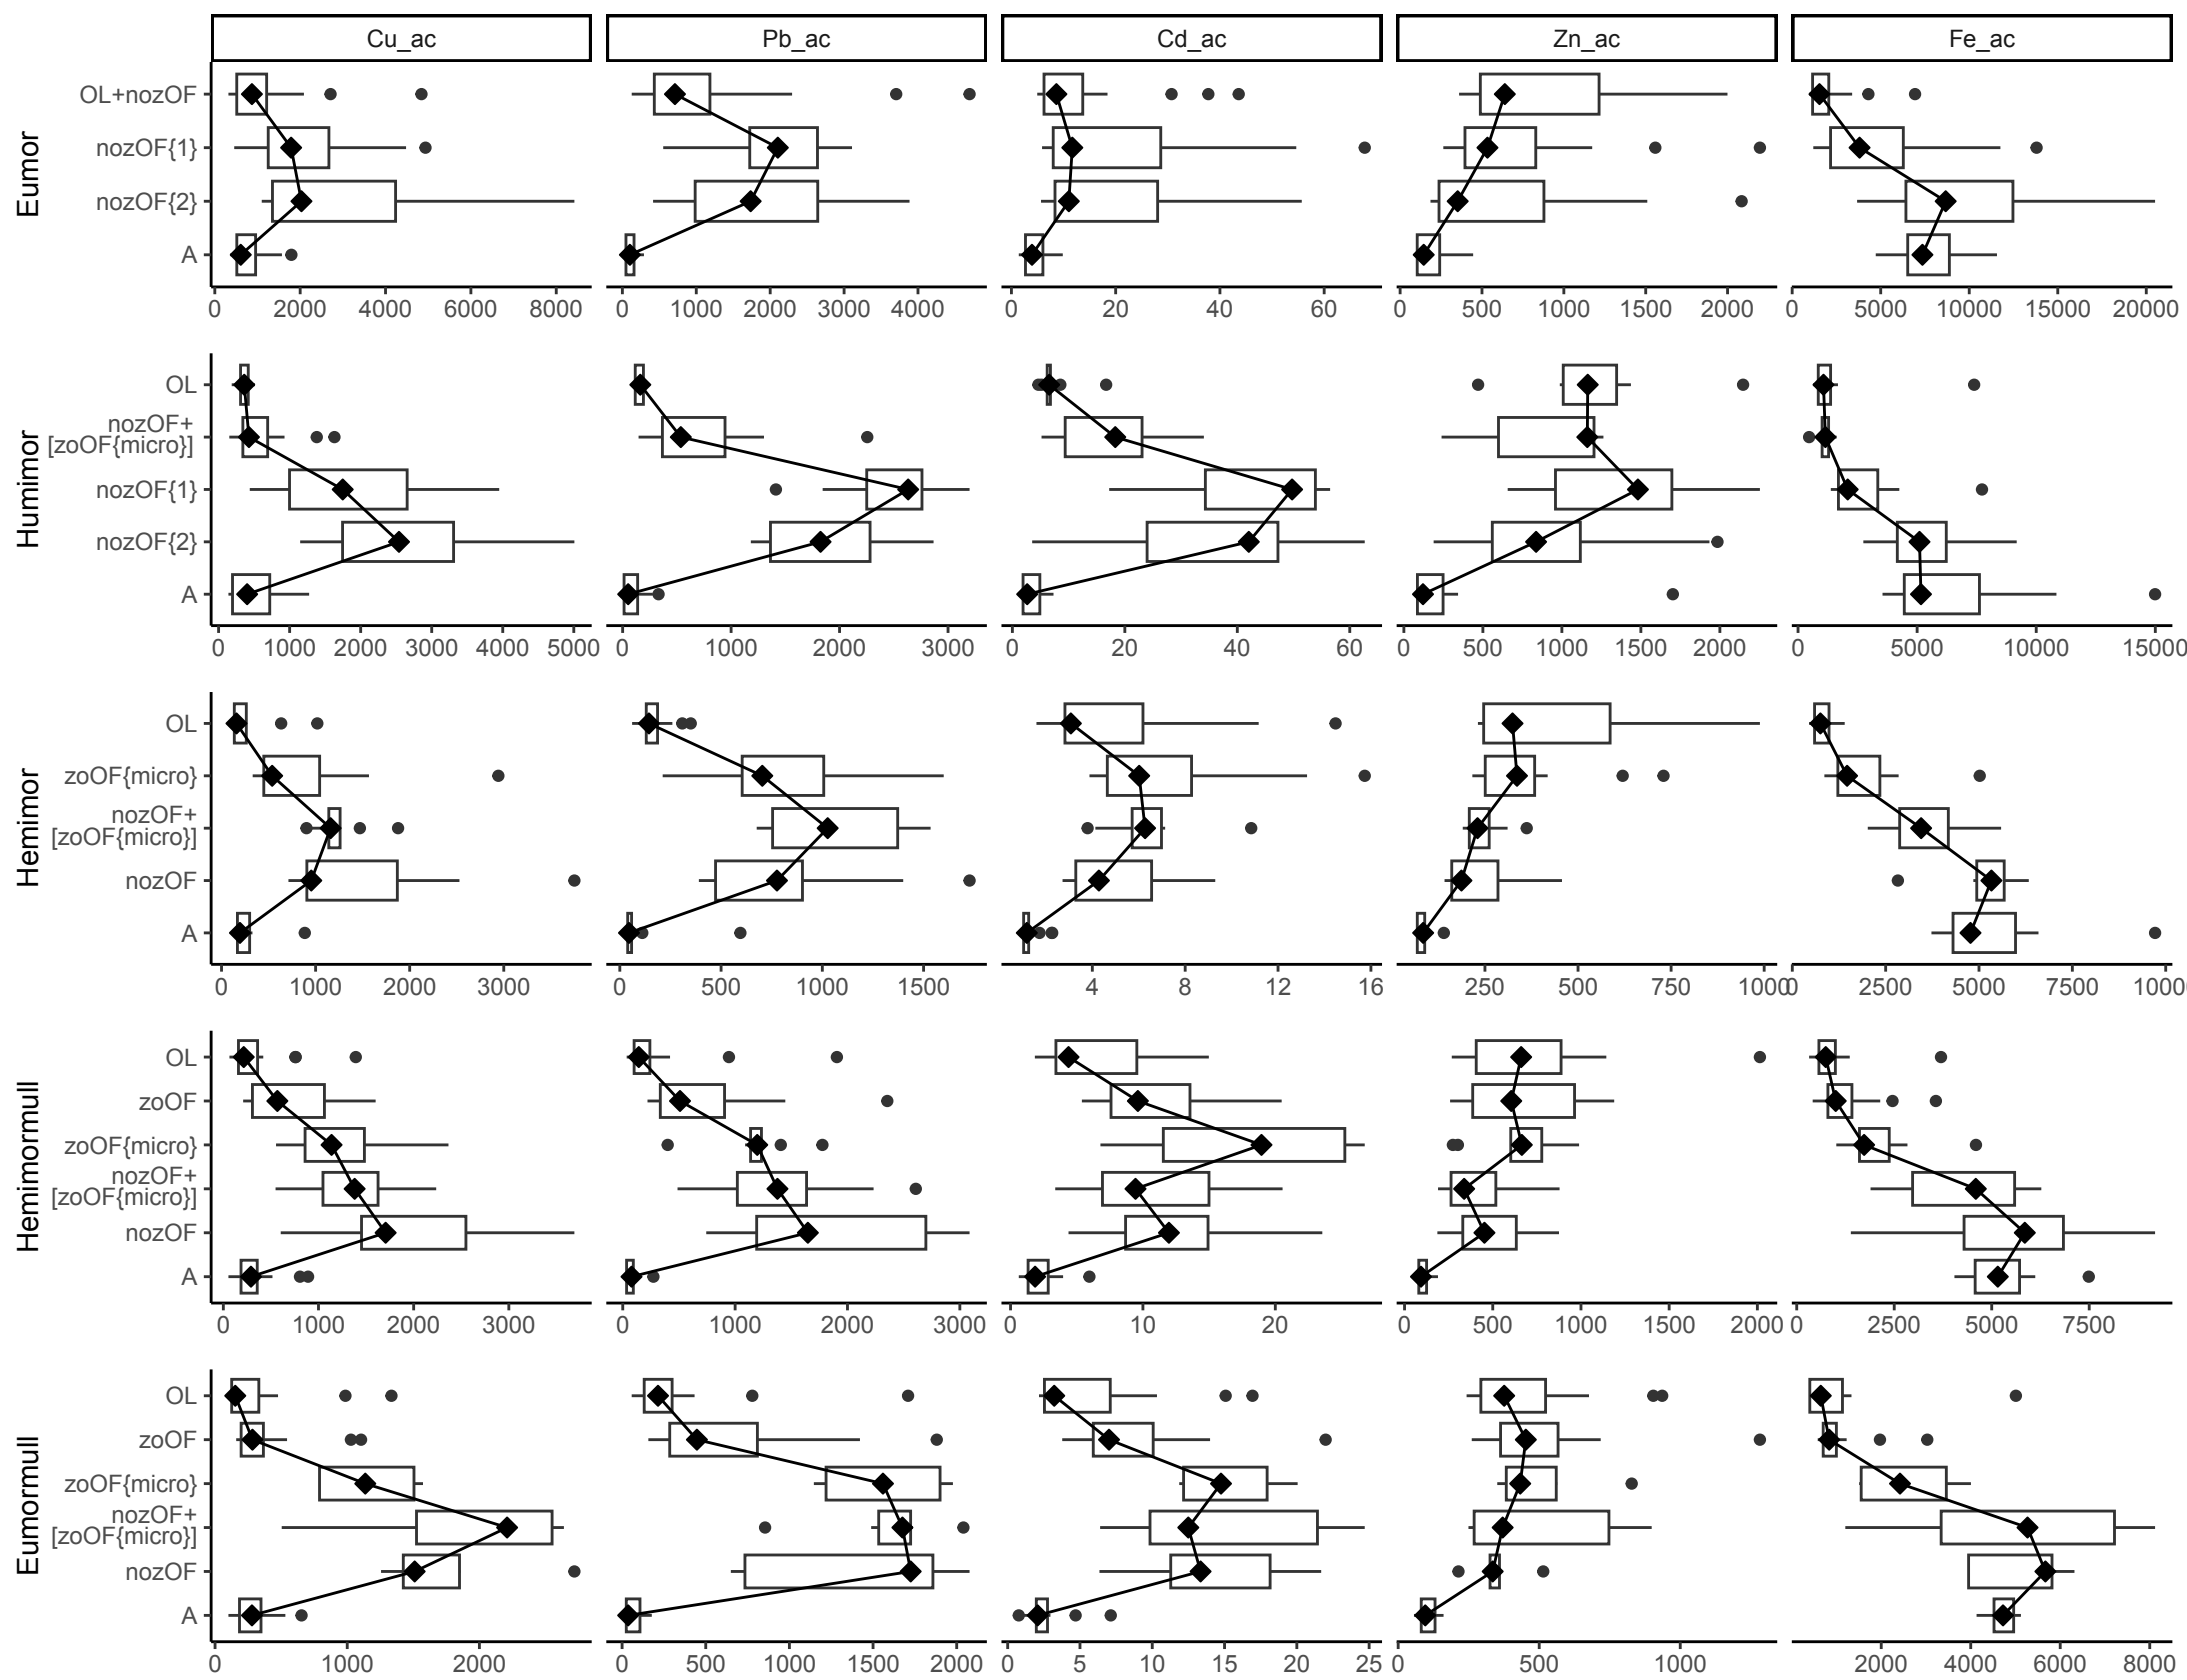 Cu_ac Pb_ac Cd_ac Zn_ac Fe_ac
Eumor
OL+nozOF
nozOF{1}
nozOF{2}
A
0 2000 4000 6000 8000 0 1000 2000 3000 4000 0 20 40 60 0 500 1000 1500 2000 0 5000 10000 15000 20000
Humimor
OL
nozOF+
[zoOF{micro}]
nozOF{1}
nozOF{2}
A
0 1000 2000 3000 4000 5000 0 1000 2000 3000 0 20 40 60 0 500 1000 1500 2000 0 5000 10000 15000
Hemimor
OL
zoOF{micro}
nozOF+
[zoOF{micro}]
nozOF
A
0 1000 2000 3000 0 500 1000 1500 4 8 12 16 250 500 750 1000 0 2500 5000 7500 1000
Hemimormull
OL
zoOF
zoOF{micro}
nozOF+
[zoOF{micro}]
nozOF
A
0 1000 2000 3000 0 1000 2000 3000 0 10 20 0 500 1000 1500 2000 0 2500 5000 7500
Eumormull
OL
zoOF
zoOF{micro}
nozOF+
[zoOF{micro}]
nozOF
A
0 1000 2000 0 500 1000 1500 2000 0 5 10 15 20 25 0 500 1000 2000 4000 6000 8000